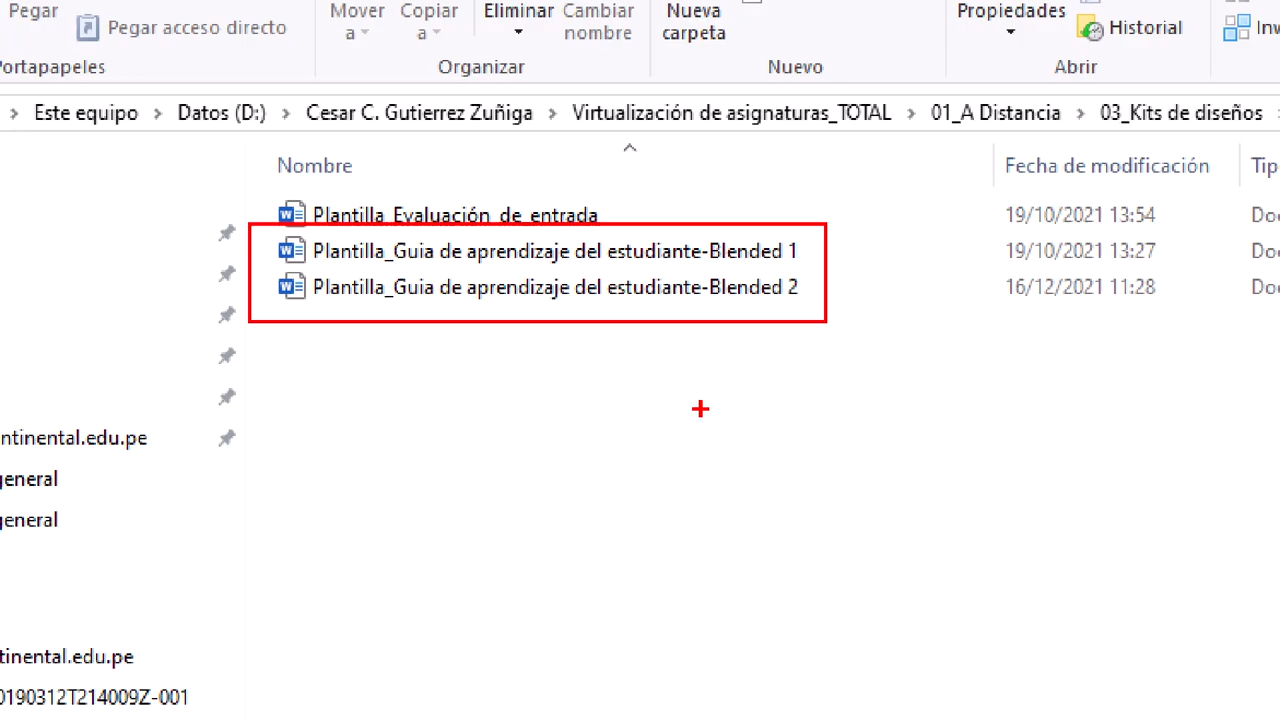 Pegar
Pegar acceso directo
Mover a
Copiar a
Eliminar
Cambiar nombre
Nueva carpeta
Propiedades
Historial
Portapapeles
Organizar
Nuevo
Abrir
Este equipo > Datos (D:) > Cesar C. Gutierrez Zuñiga > Virtualización de asignaturas_TOTAL > 01_A Distancia > 03_Kits de diseños
Nombre Fecha de modificación
Plantilla_Evaluación_de_entrada 19/10/2021 13:54
Plantilla_Guia de aprendizaje del estudiante-Blended 1 19/10/2021 13:27
Plantilla_Guia de aprendizaje del estudiante-Blended 2 16/12/2021 11:28
ntinental.edu.pe
general
general
tinental.edu.pe
0190312T214009Z-001